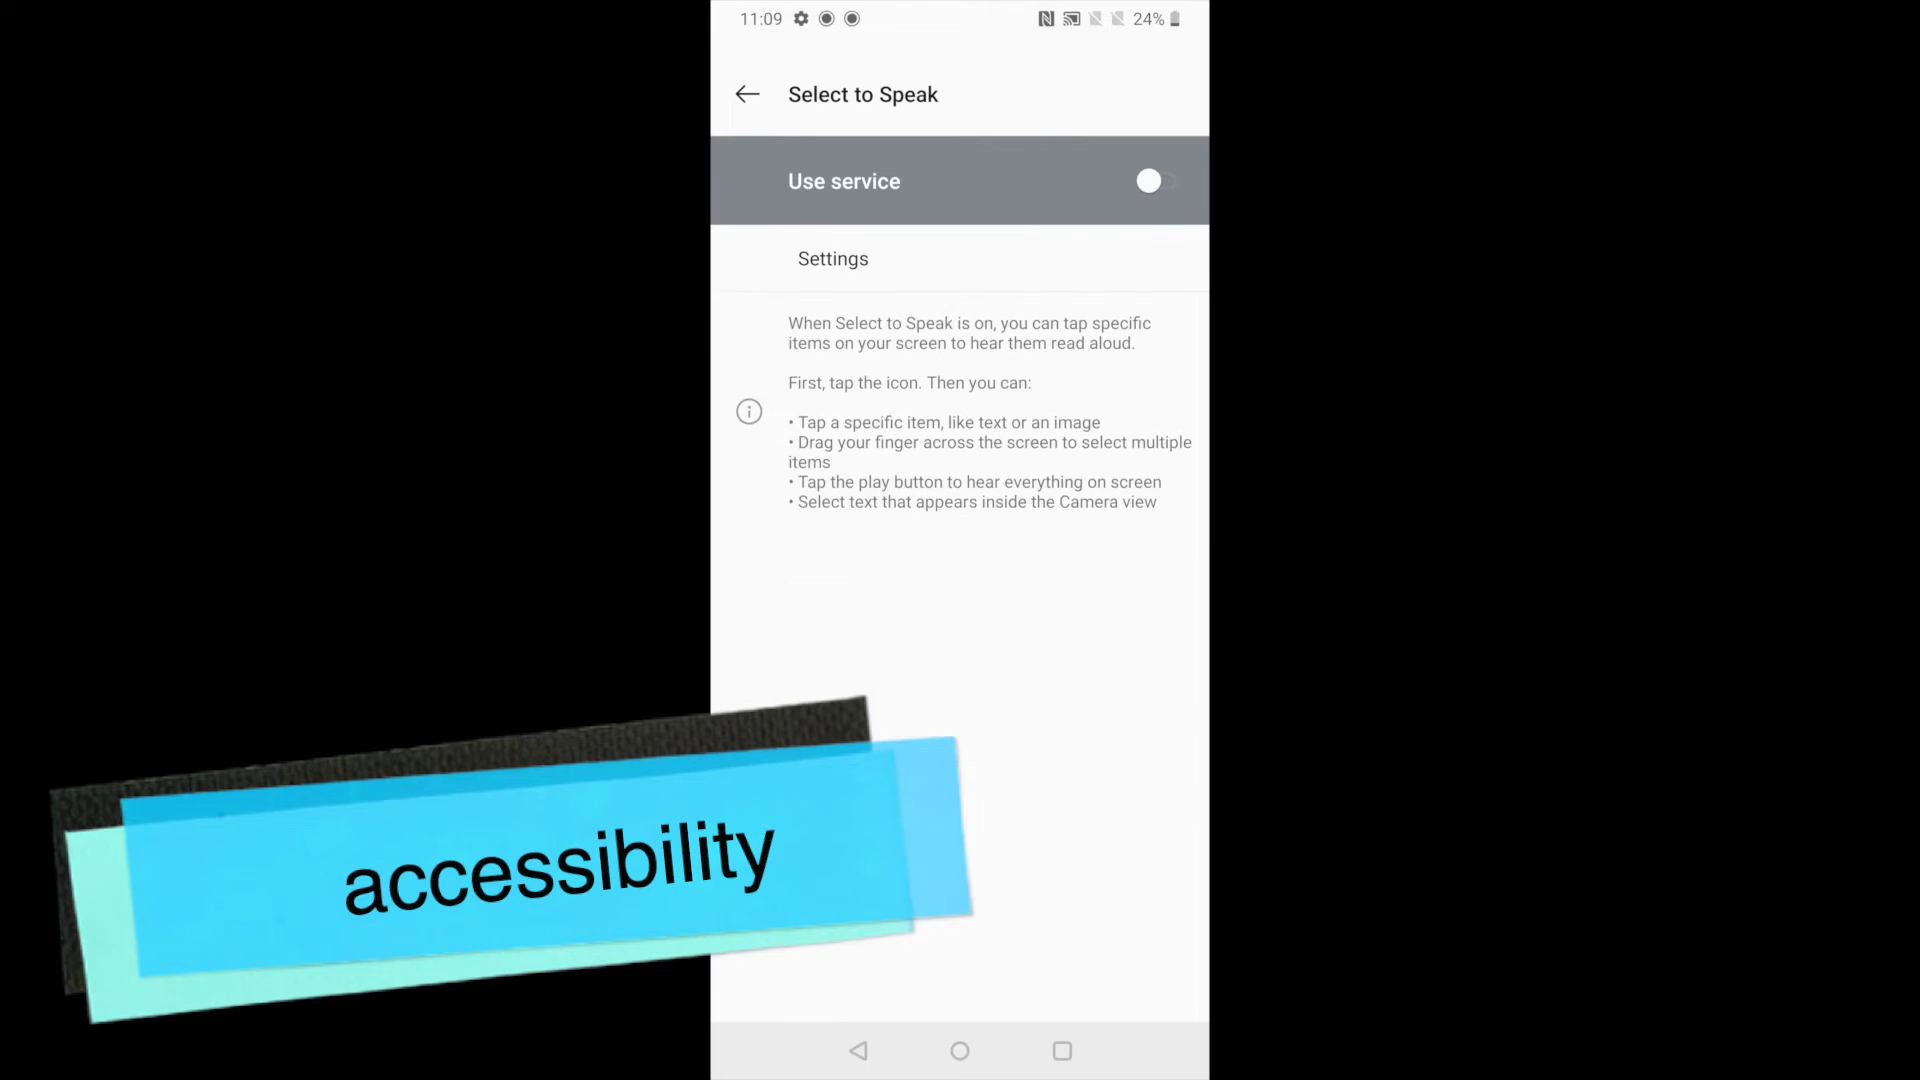 11:09
24%
Select to Speak
Use service
Settings
When Select to Speak is on, you can tap specific
items on your screen to hear them read aloud.
First, tap the icon. Then you can:
• Tap a specific item, like text or an image
• Drag your finger across the screen to select multiple
items
• Tap the play button to hear everything on screen
• Select text that appears inside the Camera view
accessibility